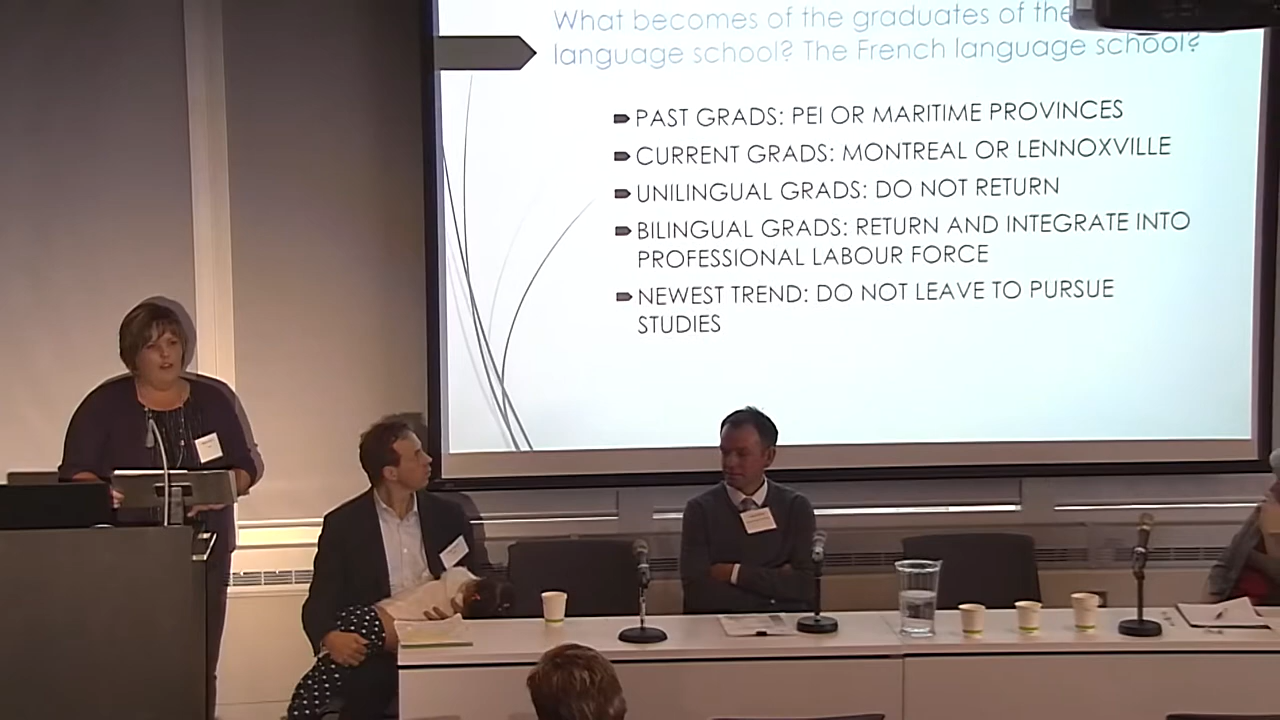 What becomes of the graduates of the
language school? The French language school?
PAST GRADS: PEI OR MARITIME PROVINCES
CURRENT GRADS: MONTREAL OR LENNOXVILLE
UNILINGUAL GRADS: DO NOT RETURN
BILINGUAL GRADS: RETURN AND INTEGRATE INTO
PROFESSIONAL LABOUR FORCE
NEWEST TREND: DO NOT LEAVE TO PURSUE
STUDIES